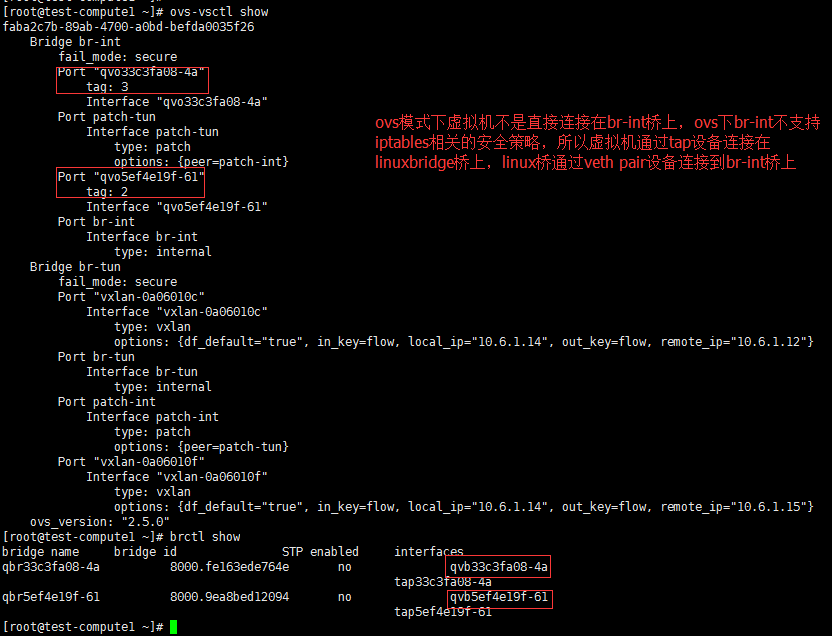 [root@test-compute1 ~]# ovs-vsctl show
faba2c7b-89ab-4700-a0bd-befda0035f26
    Bridge br-int
        fail_mode: secure
        Port "qvo33c3fa08-4a"
            tag: 3
            Interface "qvo33c3fa08-4a"
        Port patch-tun
            Interface patch-tun
                type: patch
                options: {peer=patch-int}
        Port "qvo5ef4e19f-61"
            tag: 2
            Interface "qvo5ef4e19f-61"
        Port br-int
            Interface br-int
                type: internal
ovs模式下虚拟机不是直接连接在br-int桥上，ovs下br-int不支持
iptables相关的安全策略，所以虚拟机通过tap设备连接在
linuxbridge桥上，linux桥通过veth pair设备连接到br-int桥上
    Bridge br-tun
        fail_mode: secure
        Port "vxlan-0a06010c"
            Interface "vxlan-0a06010c"
                type: vxlan
                options: {df_default="true", in_key=flow, local_ip="10.6.1.14", out_key=flow, remote_ip="10.6.1.12"}
        Port br-tun
            Interface br-tun
                type: internal
        Port patch-int
            Interface patch-int
                type: patch
                options: {peer=patch-tun}
        Port "vxlan-0a06010f"
            Interface "vxlan-0a06010f"
                type: vxlan
                options: {df_default="true", in_key=flow, local_ip="10.6.1.14", out_key=flow, remote_ip="10.6.1.15"}
    ovs_version: "2.5.0"
[root@test-compute1 ~]# brctl show
bridge name     bridge id               STP enabled     interfaces
qbr33c3fa08-4a          8000.fe163ede764e       no              qvb33c3fa08-4a
                                                        tap33c3fa08-4a
qbr5ef4e19f-61          8000.9ea8bed12094       no              qvb5ef4e19f-61
                                                        tap5ef4e19f-61
[root@test-compute1 ~]#